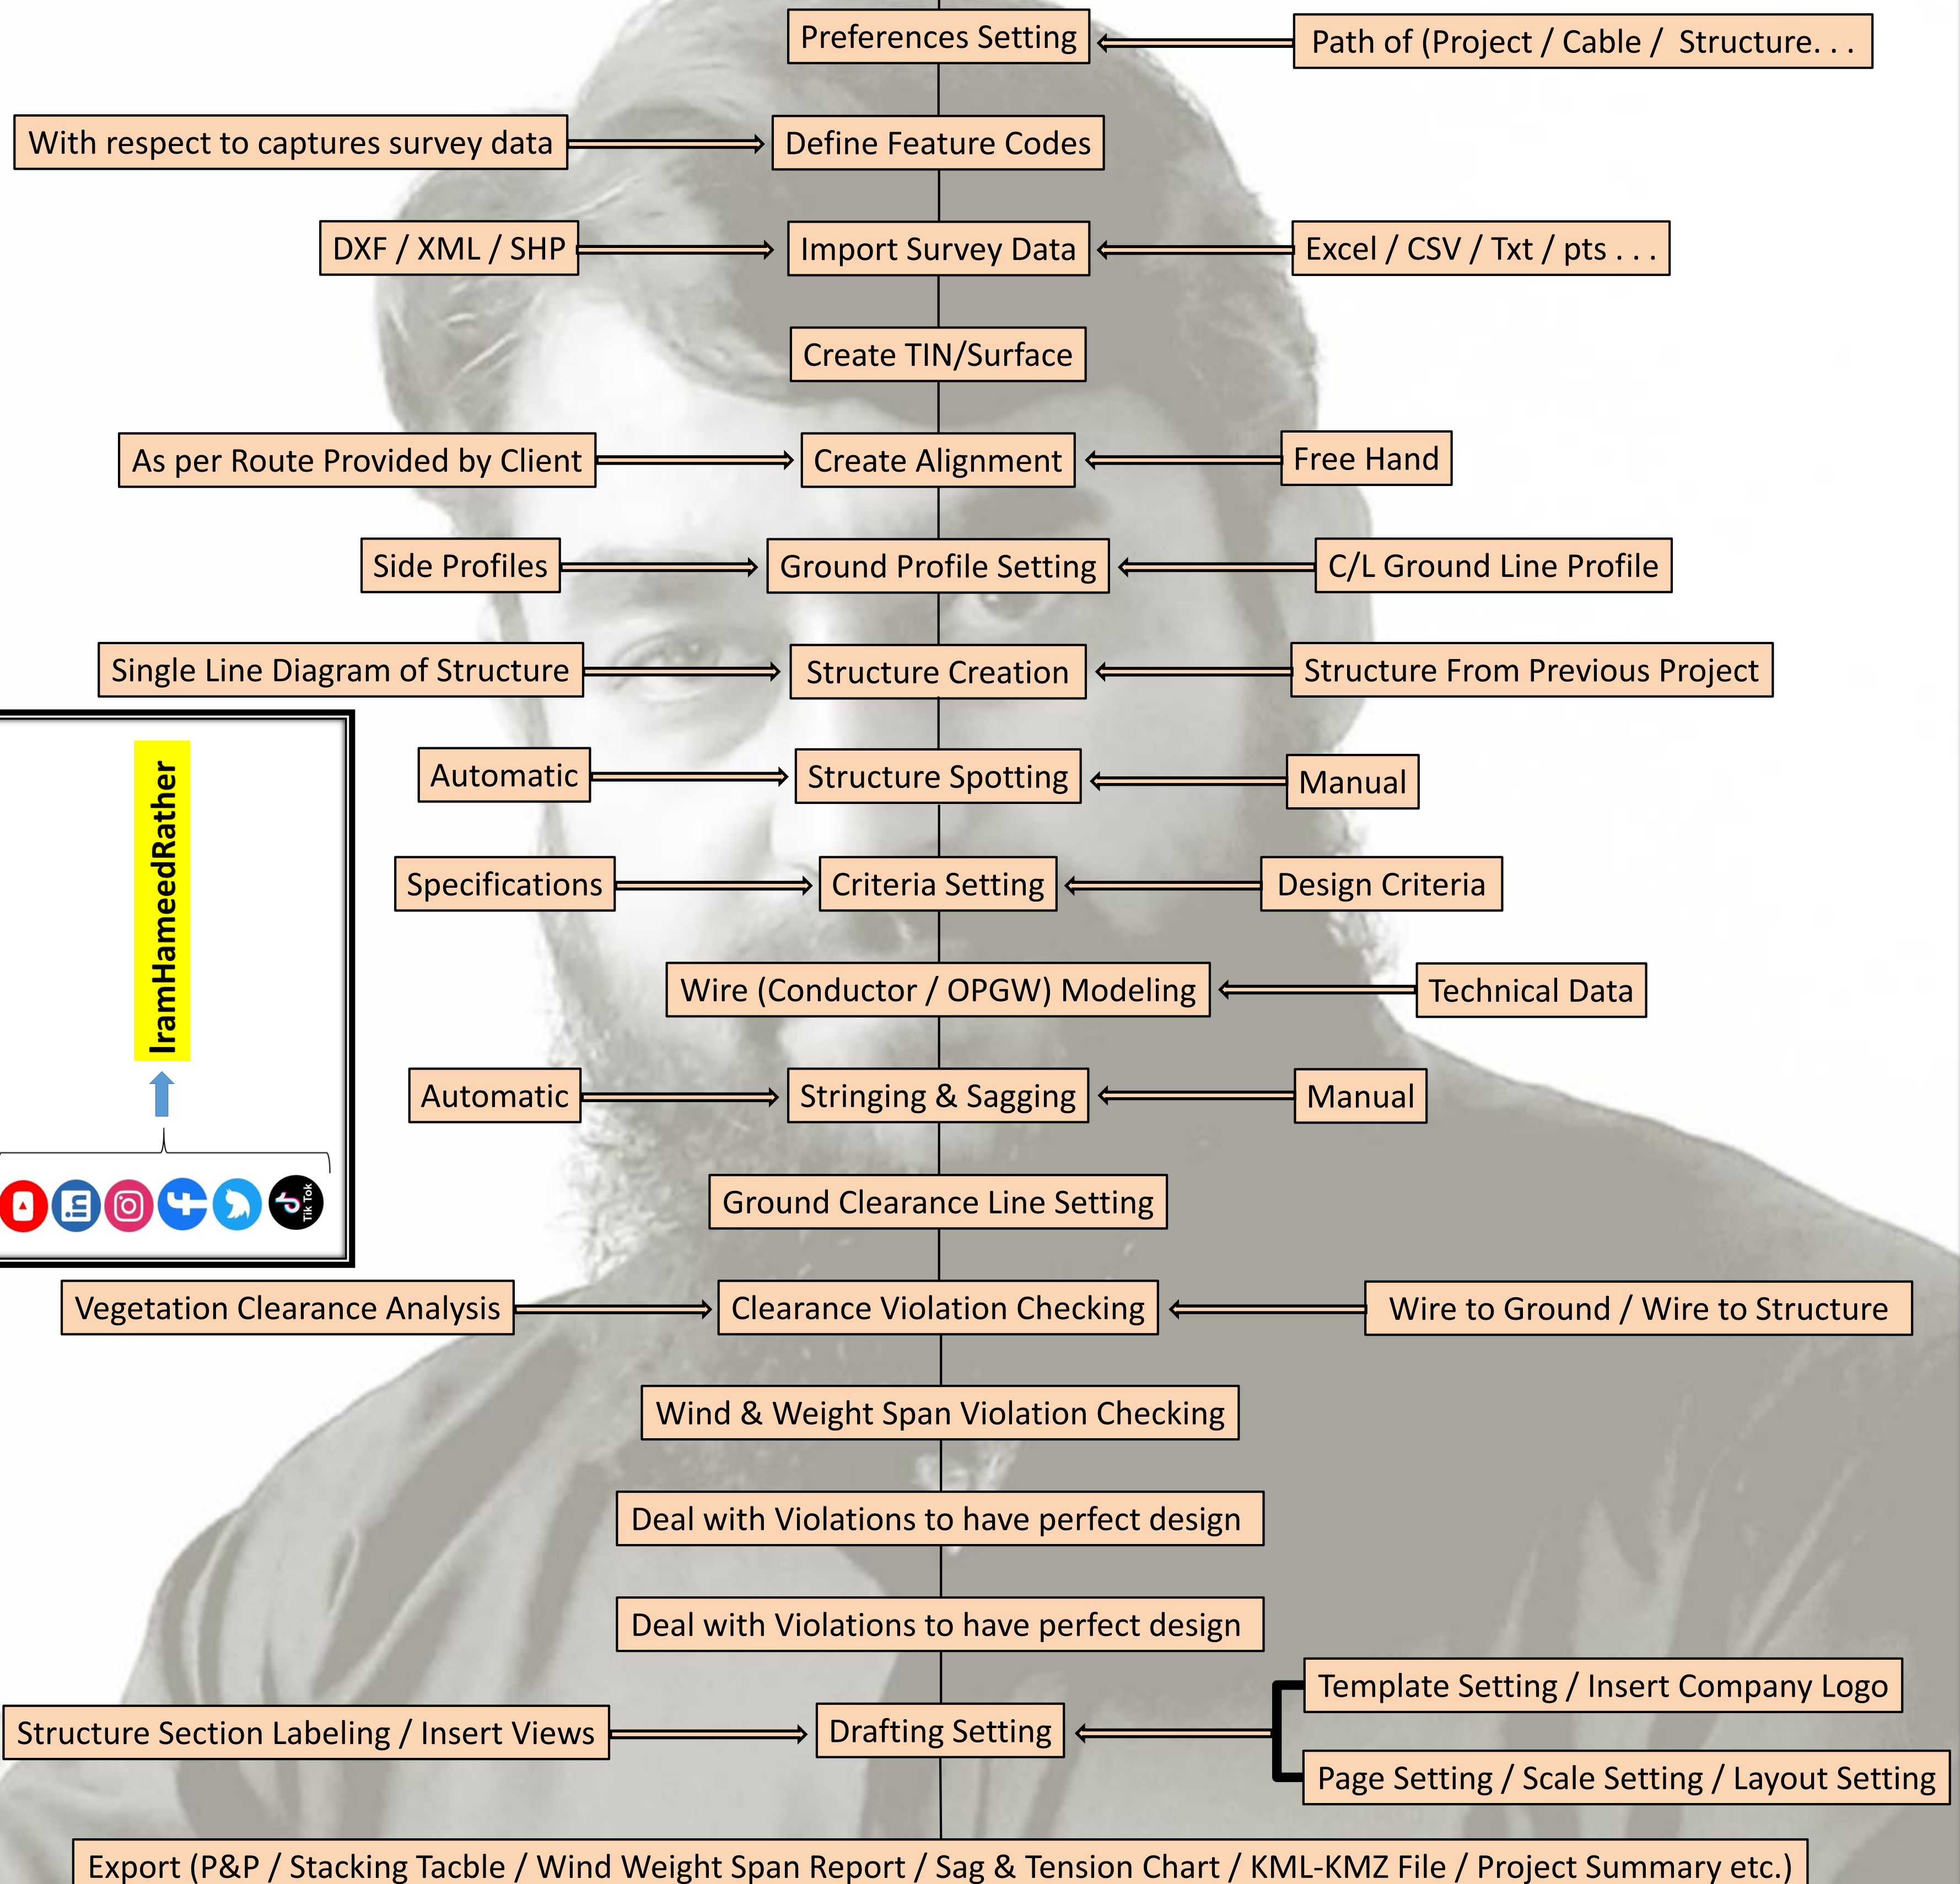 Preferences Setting
Path of (Project / Cable /  Structure. . .
With respect to captures survey data
Define Feature Codes
DXF / XML / SHP
Import Survey Data
Excel / CSV / Txt / pts . . .
Create TIN/Surface
As per Route Provided by Client
Create Alignment
Free Hand
Side Profiles
Ground Profile Setting
C/L Ground Line Profile
Single Line Diagram of Structure
Structure Creation
Structure From Previous Project
Automatic
Structure Spotting
Manual
Specifications
Criteria Setting
Design Criteria
Wire (Conductor / OPGW) Modeling
Technical Data
Automatic
Stringing & Sagging
Manual
IramHameedRather
in
f
Tik Tok
Ground Clearance Line Setting
Vegetation Clearance Analysis
Clearance Violation Checking
Wire to Ground / Wire to Structure
Wind & Weight Span Violation Checking
Deal with Violations to have perfect design
Deal with Violations to have perfect design
Structure Section Labeling / Insert Views
Drafting Setting
Template Setting / Insert Company Logo
Page Setting / Scale Setting / Layout Setting
Export (P&P / Stacking Tacble / Wind Weight Span Report / Sag & Tension Chart / KML-KMZ File / Project Summary etc.)